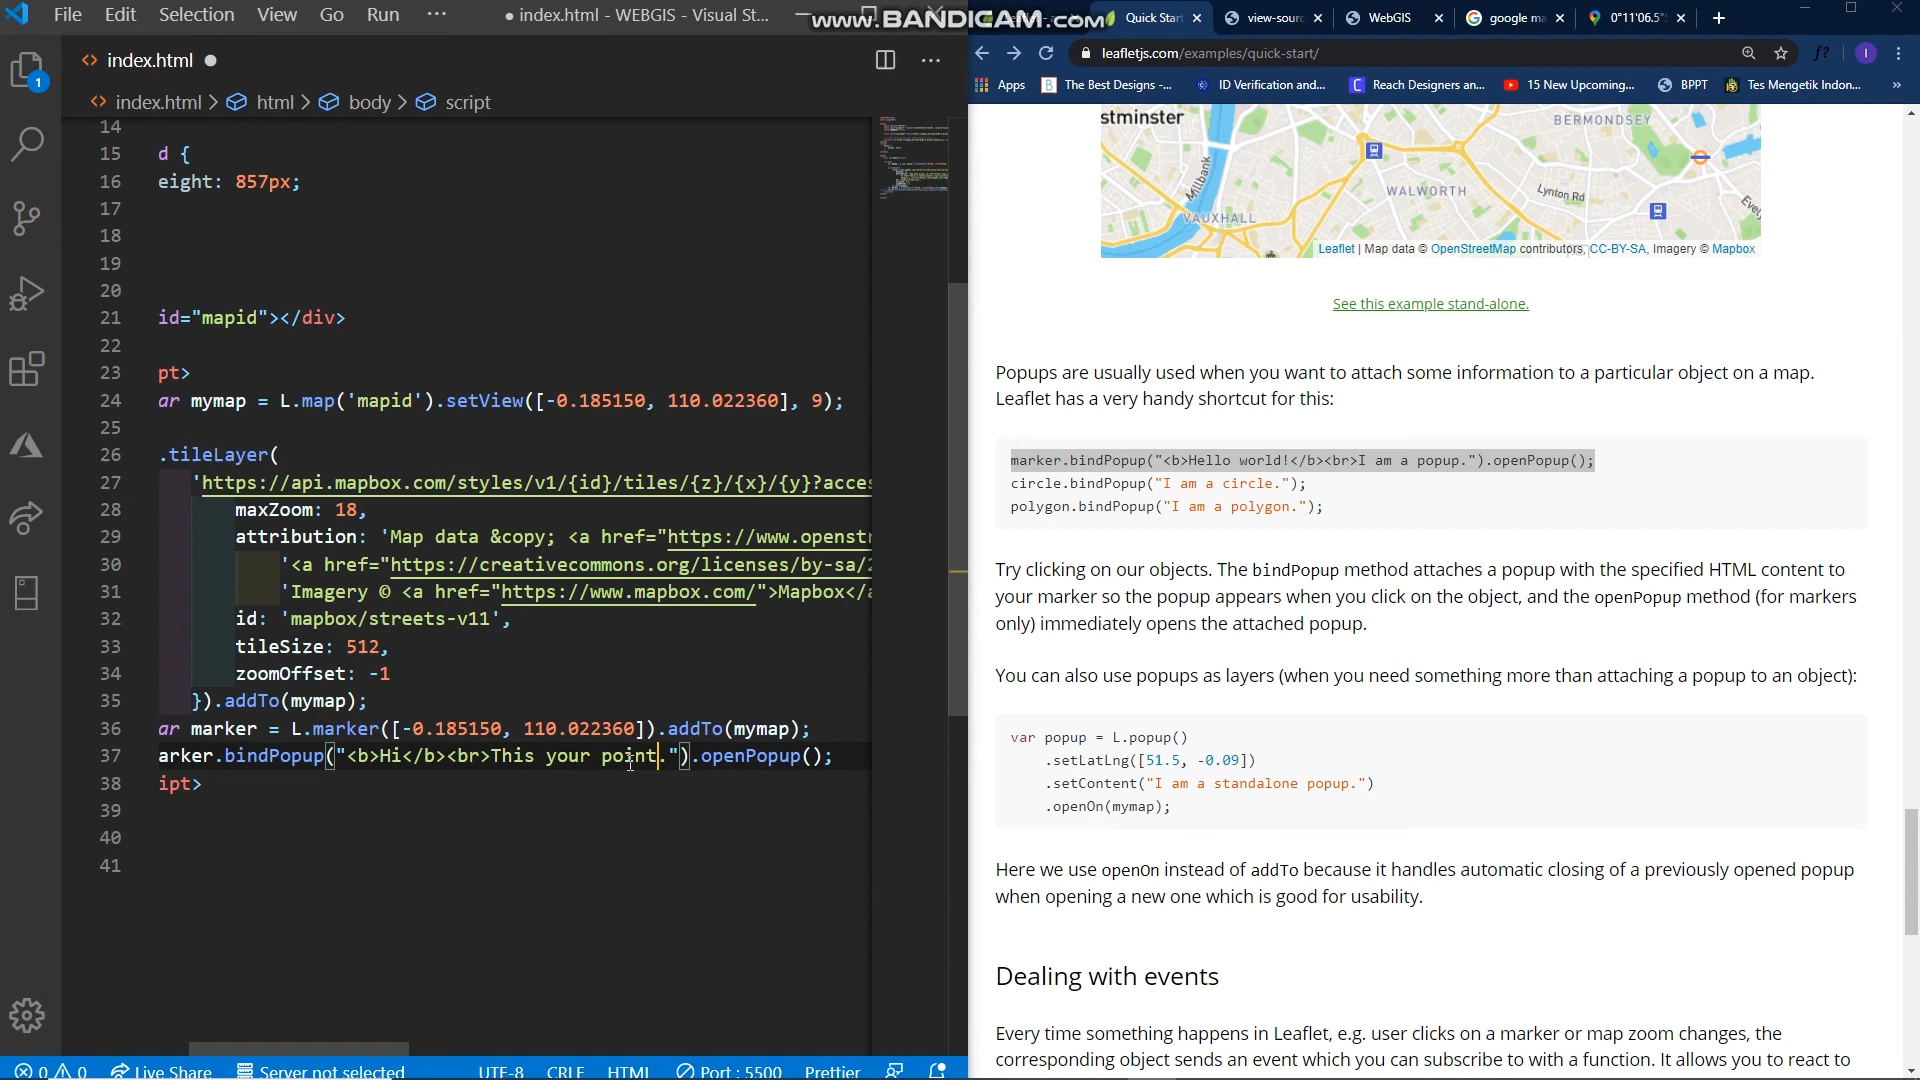 File Edit Selection View Go Run ··· ● index.html - WEBGIS - Visual St...
www.BANDICAM.com
Quick Star
view-sour
WebGIS
google ma
0°11'06.5"
leafletjs.com/examples/quick-start/
Apps The Best Designs -... ID Verification and... Reach Designers an... 15 New Upcoming... BPPT Tes Mengetik Indon... »
index.html ●
index.html > html > body > script
14
15 d {
16 eight: 857px;
17
18
19
20
21 id="mapid"></div>
22
23 pt>
24 ar mymap = L.map('mapid').setView([-0.185150, 110.022360], 9);
25
26 .tileLayer(
27 'https://api.mapbox.com/styles/v1/{id}/tiles/{z}/{x}/{y}?acces
28 maxZoom: 18,
29 attribution: 'Map data &copy; <a href="https://www.openst
30 '<a href="https://creativecommons.org/licenses/by-sa/2
31 'Imagery © <a href="https://www.mapbox.com/">Mapbox</a
32 id: 'mapbox/streets-v11',
33 tileSize: 512,
34 zoomOffset: -1
35 }).addTo(mymap);
36 ar marker = L.marker([-0.185150, 110.022360]).addTo(mymap);
37 arker.bindPopup("<b>Hi</b><br>This your point.").openPopup();
38 ipt>
39
40
41
1
0 0 Live Share Server not selected UTF-8 CRLF HTML Port : 5500 Prettier
stminster
BERMONDSEY
Millbank
WALWORTH
Lynton Rd
VAUXHALL
Leaflet | Map data © OpenStreetMap contributors, CC-BY-SA, Imagery © Mapbox
See this example stand-alone.
Popups are usually used when you want to attach some information to a particular object on a map.
Leaflet has a very handy shortcut for this:
marker.bindPopup("<b>Hello world!</b><br>I am a popup.").openPopup();
circle.bindPopup("I am a circle.");
polygon.bindPopup("I am a polygon.");
Try clicking on our objects. The bindPopup method attaches a popup with the specified HTML content to
your marker so the popup appears when you click on the object, and the openPopup method (for markers
only) immediately opens the attached popup.
You can also use popups as layers (when you need something more than attaching a popup to an object):
var popup = L.popup()
.setLatLng([51.5, -0.09])
.setContent("I am a standalone popup.")
.openOn(mymap);
Here we use openOn instead of addTo because it handles automatic closing of a previously opened popup
when opening a new one which is good for usability.
Dealing with events
Every time something happens in Leaflet, e.g. user clicks on a marker or map zoom changes, the
corresponding object sends an event which you can subscribe to with a function. It allows you to react to